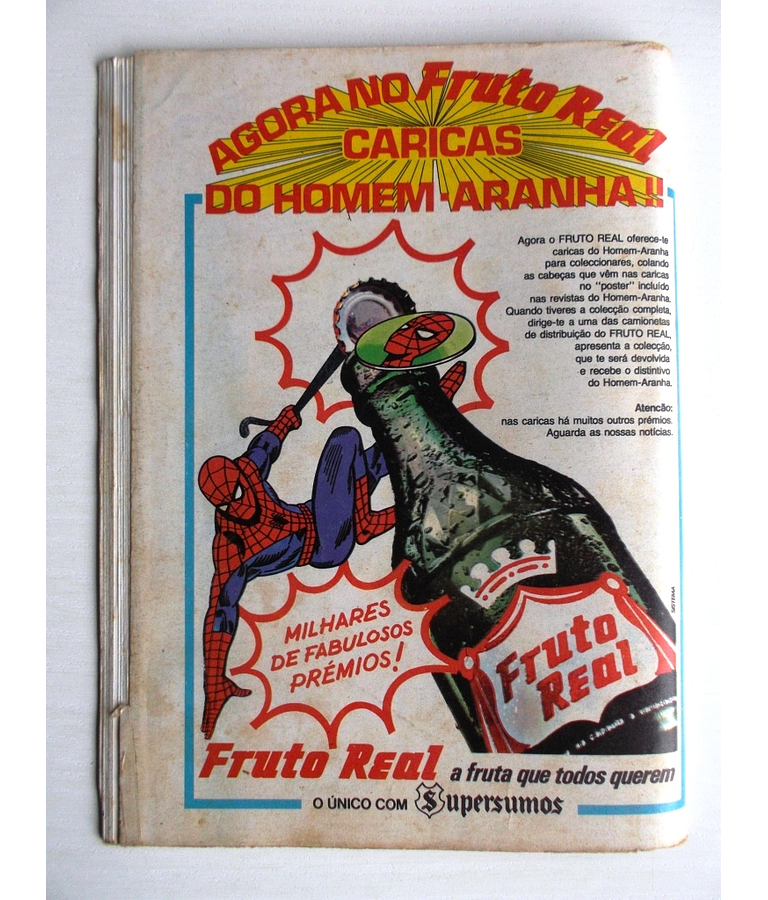 AGORA NO Fruto Real
CARICAS
DO HOMEM-ARANHA!!
Agora o FRUTO REAL oferece-te
caricas do Homem-Aranha
para coleccionares, colando
as cabeças que vêm nas caricas
no "poster" incluído
nas revistas do Homem-Aranha.
Quando tiveres a colecção completa,
dirige-te a uma das camionetas
de distribuição do FRUTO REAL,
apresenta a colecção,
que te será devolvida
e recebe o distintivo
do Homem-Aranha.
Atencão:
nas caricas há muitos outros prémios.
Aguarda as nossas notícias.
SISTEMA
MILHARES
DE FABULOSOS
PRÉMIOS!
Fruto
Real
Fruto Real a fruta que todos querem
O ÚNICO COM Supersumos